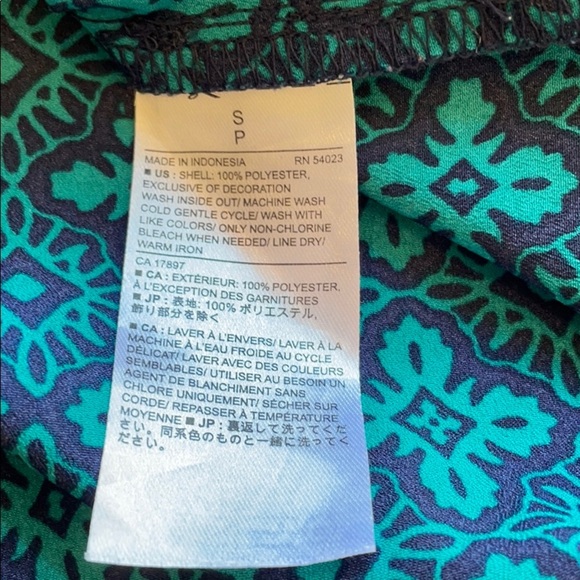 S
P
MADE IN INDONESIA RN 54023
■ US : SHELL: 100% POLYESTER,
EXCLUSIVE OF DECORATION
WASH INSIDE OUT/ MACHINE WASH
COLD GENTLE CYCLE/ WASH WITH
LIKE COLORS/ ONLY NON-CHLORINE
BLEACH WHEN NEEDED/ LINE DRY/
WARM IRON
CA 17897
■ CA : EXTÉRIEUR: 100% POLYESTER,
À L'EXCEPTION DES GARNITURES
■ JP : 表地: 100% ポリエステル,
飾り部分を除く
■ CA : LAVER À L'ENVERS/ LAVER À LA
MACHINE À L'EAU FROIDE AU CYCLE
DÉLICAT/ LAVER AVEC DES COULEURS
SEMBLABLES/ UTILISER AU BESOIN UN
AGENT DE BLANCHIMENT SANS
CHLORE UNIQUEMENT/ SÉCHER SUR
CORDE/ REPASSER À TEMPÉRATURE
MOYENNE ■ JP : 裏返して洗ってくだ
さい。同系色のものと一緒に洗ってく
ださい。